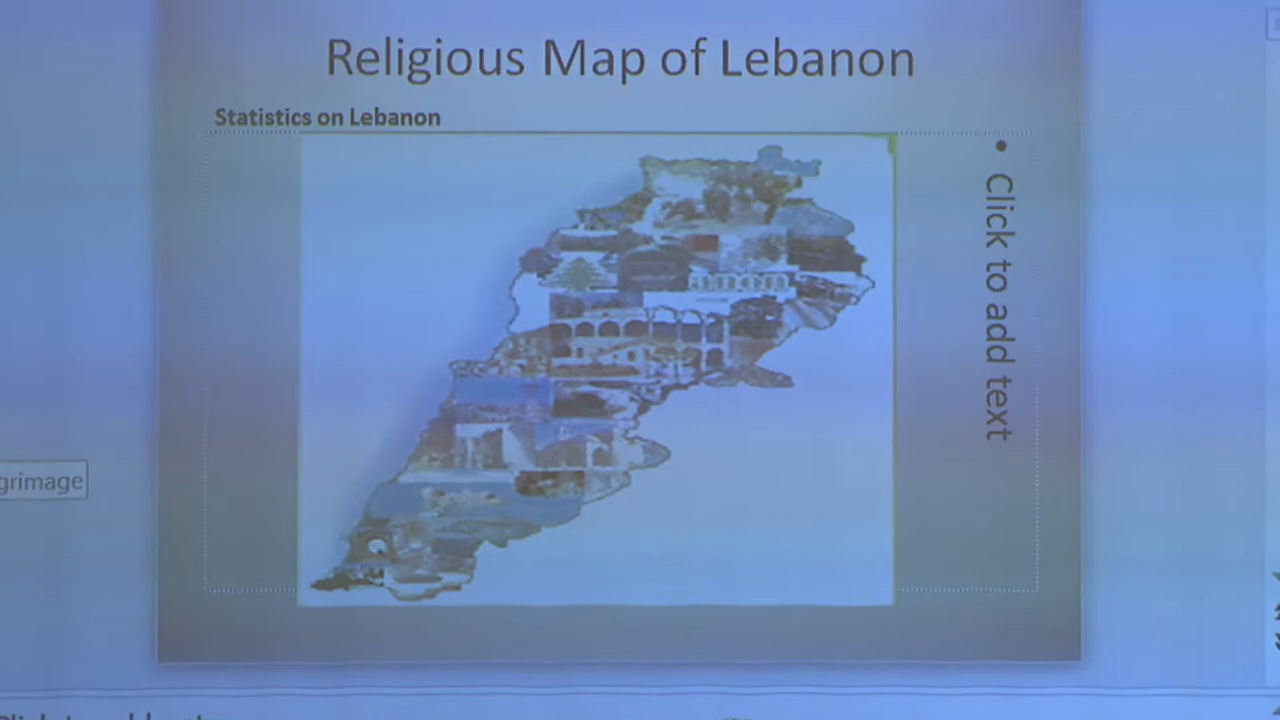 Religious Map of Lebanon
Statistics on Lebanon
• Click to add text
grimage